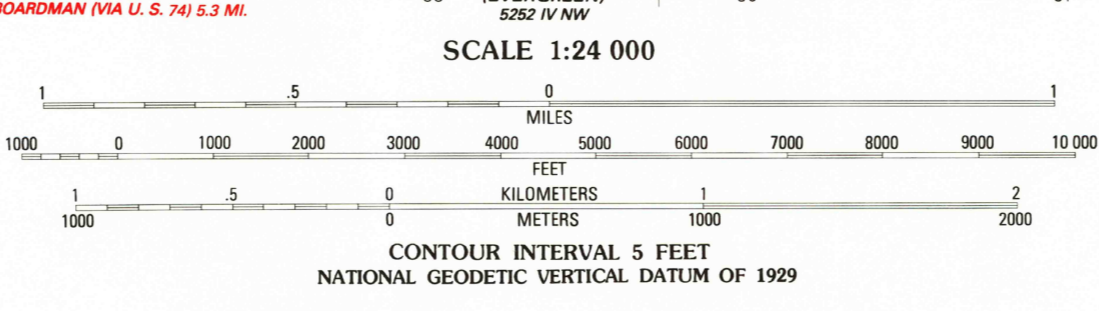 BOARDMAN (VIA U. S. 74) 5.3 MI.
5252 IV NW
SCALE 1:24 000
1 .5 0 1
MILES
1000 0 1000 2000 3000 4000 5000 6000 7000 8000 9000 10 000
FEET
1 .5 0 KILOMETERS 1 2
1000 0 METERS 1000 2000
CONTOUR INTERVAL 5 FEET
NATIONAL GEODETIC VERTICAL DATUM OF 1929